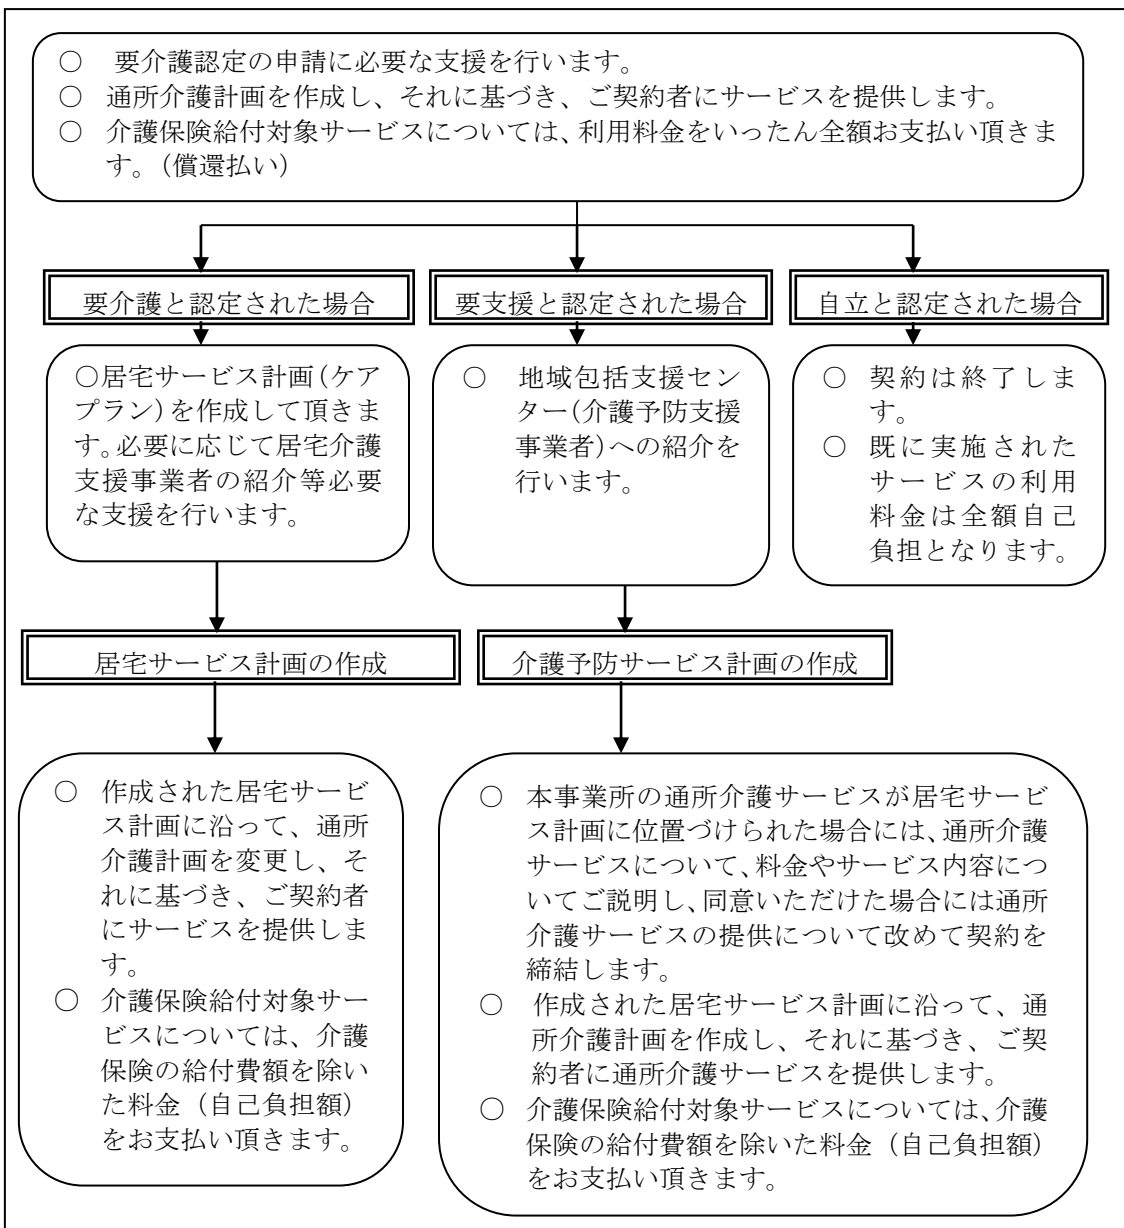 ○ 要介護認定の申請に必要な支援を行います。
○ 通所介護計画を作成し、それに基づき、ご契約者にサービスを提供します。
○ 介護保険給付対象サービスについては、利用料金をいったん全額お支払い頂きま
す。（償還払い）
要介護と認定された場合
要支援と認定された場合
自立と認定された場合
○居宅サービス計画（ケア
プラン）を作成して頂きま
す。必要に応じて居宅介護
支援事業者の紹介等必要
な支援を行います。
○ 地域包括支援セン
ター（介護予防支援
事業者）への紹介を
行います。
○ 契約は終了しま
す。
○ 既に実施された
サービスの利用
料金は全額自己
負担となります。
居宅サービス計画の作成
介護予防サービス計画の作成
○ 作成された居宅サービ
ス計画に沿って、通所
介護計画を変更し、そ
れに基づき、ご契約者
にサービスを提供しま
す。
○ 介護保険給付対象サー
ビスについては、介護
保険の給付費額を除い
た料金（自己負担額）
をお支払い頂きます。
○ 本事業所の通所介護サービスが居宅サービ
ス計画に位置づけられた場合には、通所介護
サービスについて、料金やサービス内容につ
いてご説明し、同意いただけた場合には通所
介護サービスの提供について改めて契約を
締結します。
○ 作成された居宅サービス計画に沿って、通
所介護計画を作成し、それに基づき、ご契
約者に通所介護サービスを提供します。
○ 介護保険給付対象サービスについては、介護
保険の給付費額を除いた料金（自己負担額）
をお支払い頂きます。